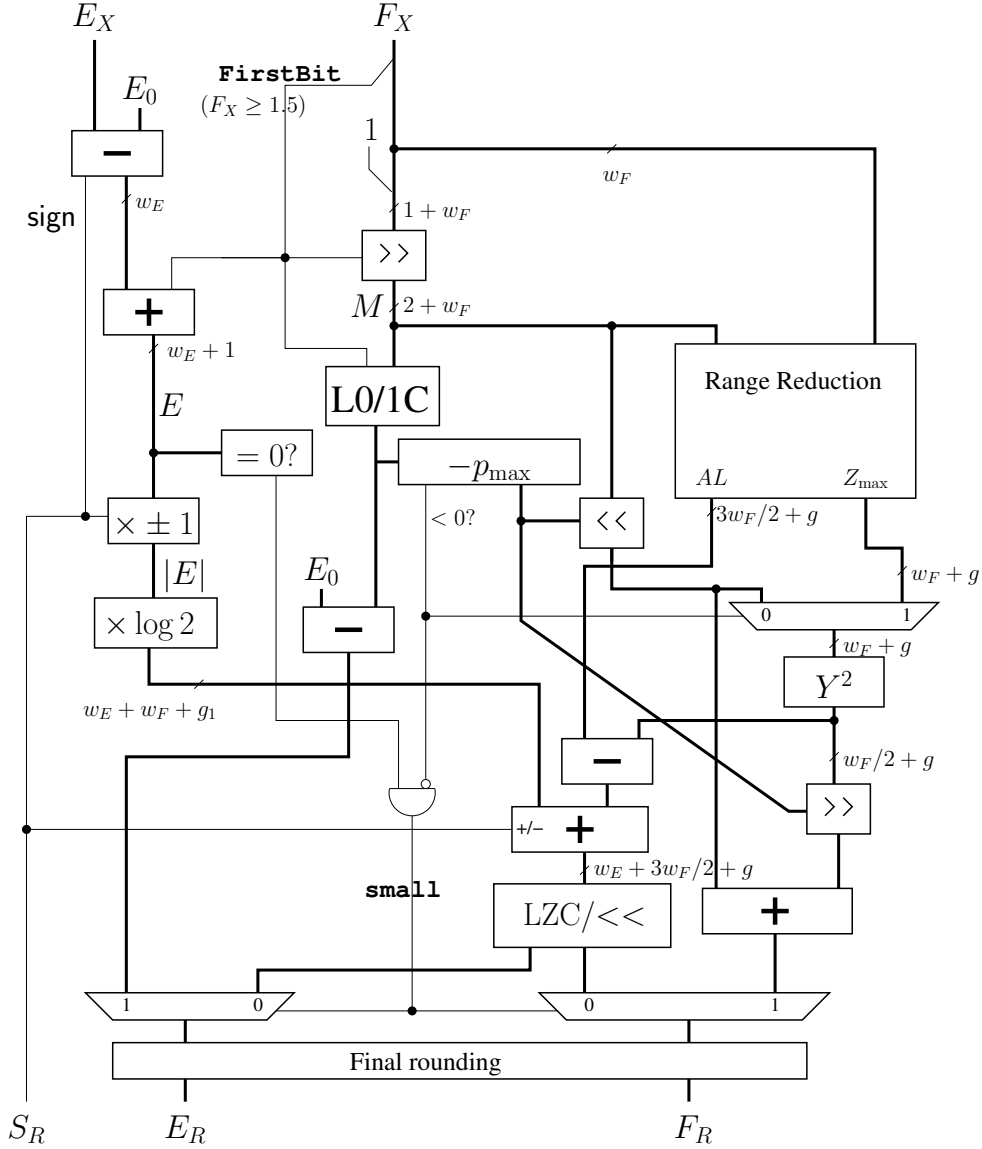 E_X F_X
FirstBit
E_0 (F_X ≥ 1.5)
1
−
w_F
w_E
sign 1 + w_F
>>
M 2 + w_F
+
w_E + 1
Range Reduction
L0/1C
E
= 0? −p_max
AL Z_max
× ± 1 < 0? << 3w_F/2 + g
|E| E_0 w_F + g
0 1
× log 2 −
w_F + g
Y^2
w_E + w_F + g_1
− w_F/2 + g
>>
+/− +
w_E + 3w_F/2 + g
small
LZC/<< +
1 0 0 1
Final rounding
S_R E_R F_R